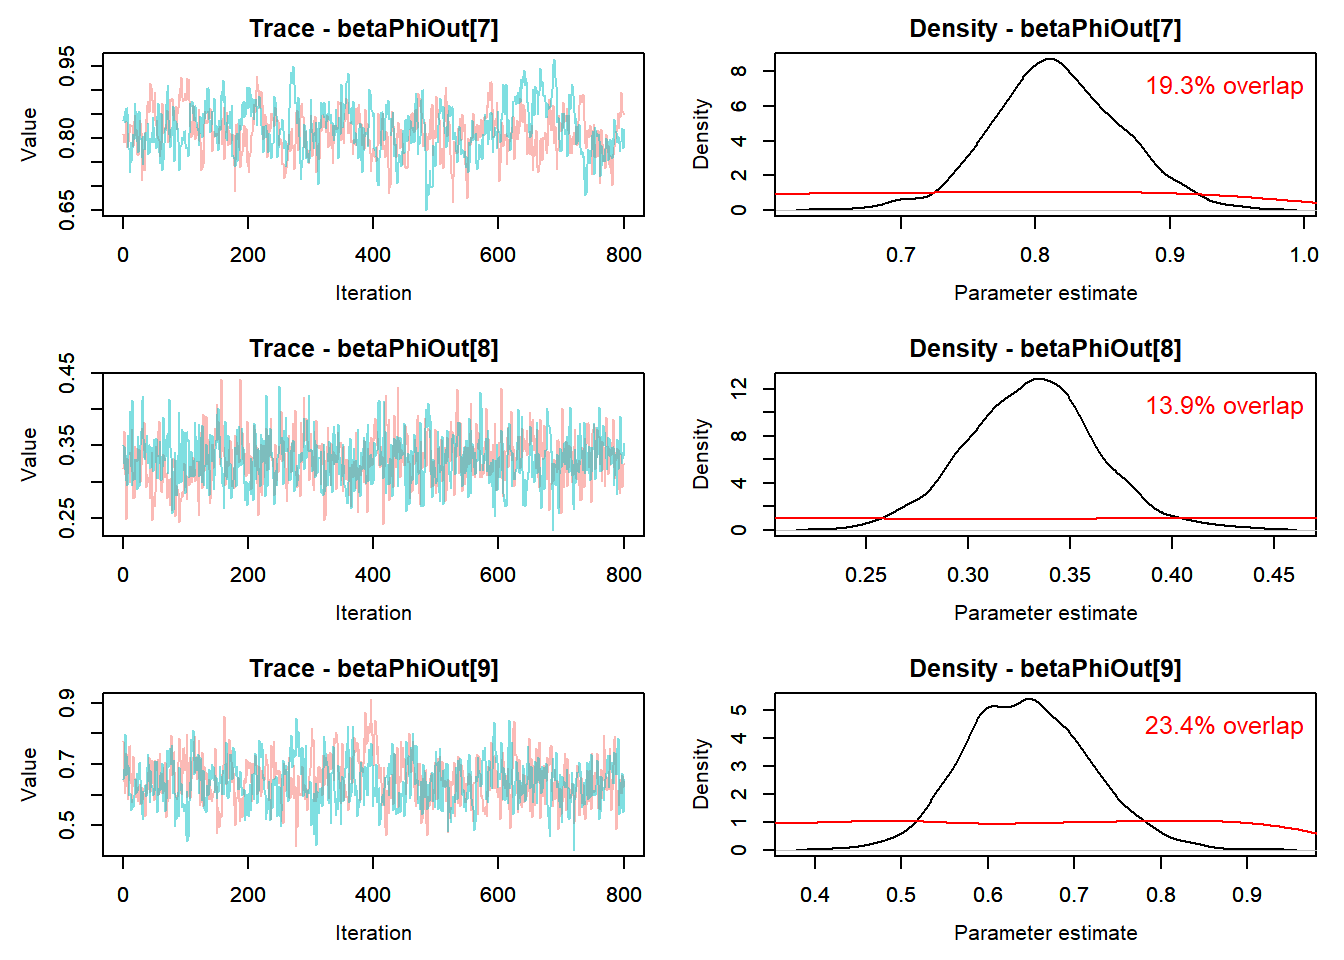 Trace - betaPhiOut[7]
Value
0.65 0.80 0.95
0 200 400 600 800
Iteration
Density - betaPhiOut[7]
Density
0 2 4 6 8
19.3% overlap
0.7 0.8 0.9 1.0
Parameter estimate
Trace - betaPhiOut[8]
Value
0.25 0.35 0.45
0 200 400 600 800
Iteration
Density - betaPhiOut[8]
Density
0 4 8 12
13.9% overlap
0.25 0.30 0.35 0.40 0.45
Parameter estimate
Trace - betaPhiOut[9]
Value
0.5 0.7 0.9
0 200 400 600 800
Iteration
Density - betaPhiOut[9]
Density
0 1 2 3 4 5
23.4% overlap
0.4 0.5 0.6 0.7 0.8 0.9
Parameter estimate